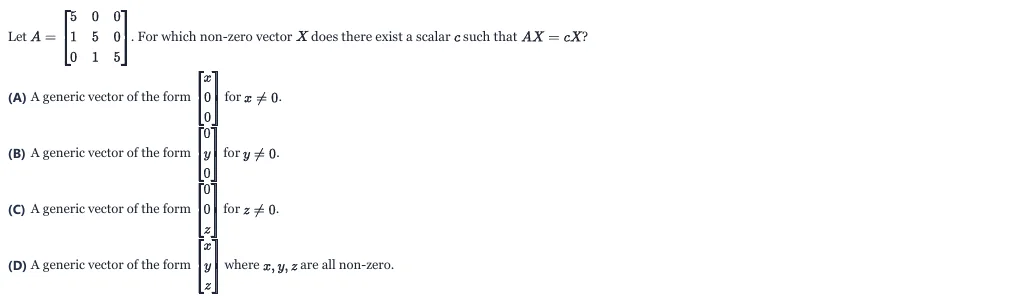 Let A = [5 0 0; 1 5 0; 0 1 5]. For which non-zero vector X does there exist a scalar c such that AX = cX?
(A) A generic vector of the form [x; 0; 0] for x ≠ 0.
(B) A generic vector of the form [0; y; 0] for y ≠ 0.
(C) A generic vector of the form [0; 0; z] for z ≠ 0.
(D) A generic vector of the form [x; y; z] where x, y, z are all non-zero.